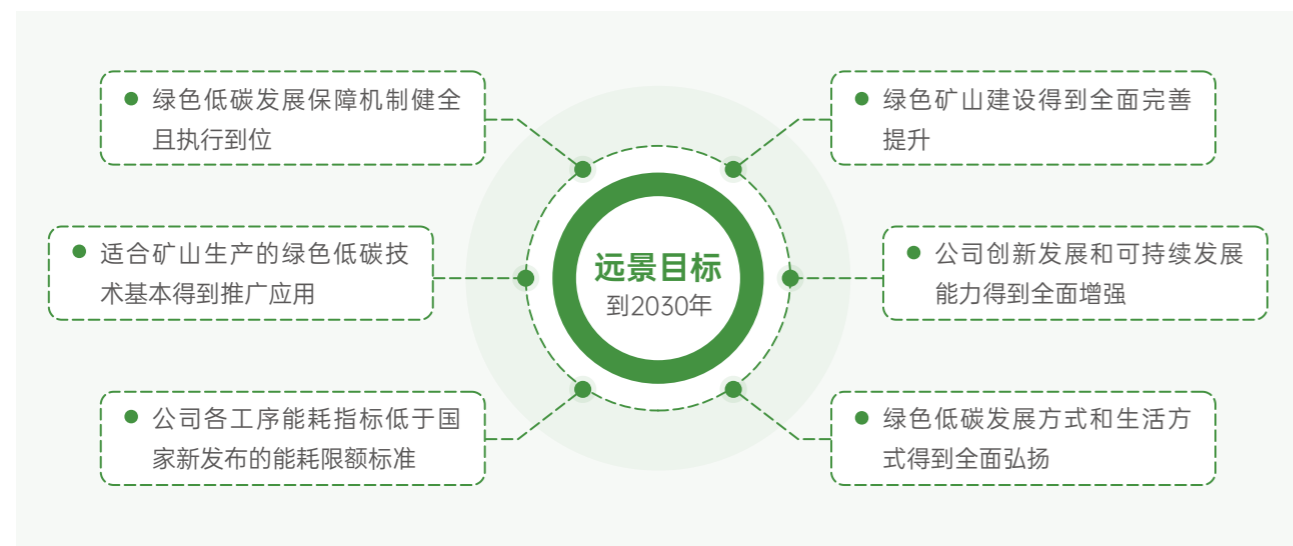 绿色低碳发展保障机制健全
且执行到位
适合矿山生产的绿色低碳技
术基本得到推广应用
公司各工序能耗指标低于国
家新发布的能耗限额标准
远景目标
到2030年
绿色矿山建设得到全面完善
提升
公司创新发展和可持续发展
能力得到全面增强
绿色低碳发展方式和生活方
式得到全面弘扬